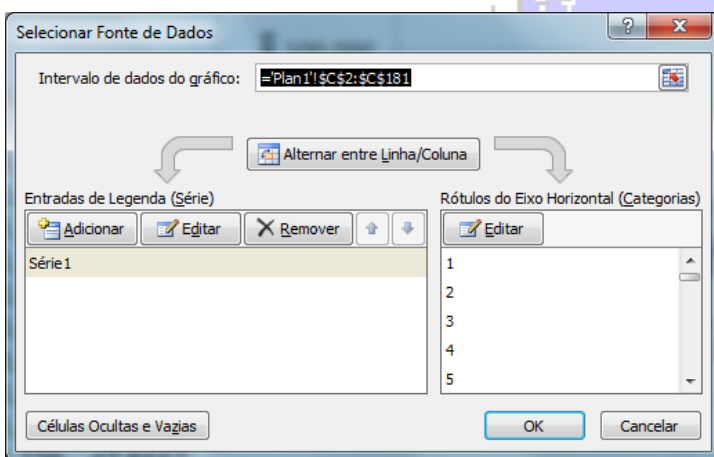 Selecionar Fonte de Dados
Intervalo de dados do gráfico: ='Plan1'!$C$2:$C$181
Alternar entre Linha/Coluna
Entradas de Legenda (Série)
Adicionar Editar Remover
Série1
Rótulos do Eixo Horizontal (Categorias)
Editar
1
2
3
4
5
Células Ocultas e Vazias
OK Cancelar